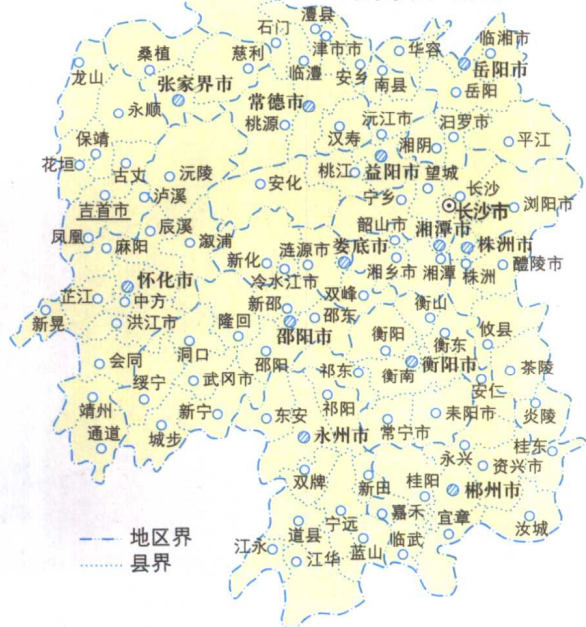 澧县
石门
临湘市
桑植
慈利
津市市
华容
岳阳市
龙山
张家界市
临澧
安乡
南县
岳阳
常德市
永顺
桃源
沅江市
汨罗市
汉寿
湘阴
平江
保靖
花垣
古丈
沅陵
桃江
益阳市
望城
安化
宁乡
长沙
吉首市
泸溪
长沙市
浏阳市
韶山市
湘潭市
凤凰
辰溪
麻阳
溆浦
涟源市
娄底市
株洲市
新化
湘乡市
湘潭
株洲
醴陵市
怀化市
冷水江市
芷江
中方
新邵
双峰
衡山
新晃
洪江市
隆回
邵东
邵阳市
衡阳
衡东
攸县
洞口
会同
邵阳
祁东
衡阳市
衡南
茶陵
绥宁
武冈市
安仁
靖州
新宁
东安
祁阳
耒阳市
炎陵
通道
城步
永州市
常宁市
桂东
永兴
资兴市
双牌
新田
桂阳
郴州市
宁远
嘉禾
宜章
汝城
道县
江永
江华
蓝山
临武
地区界
县界